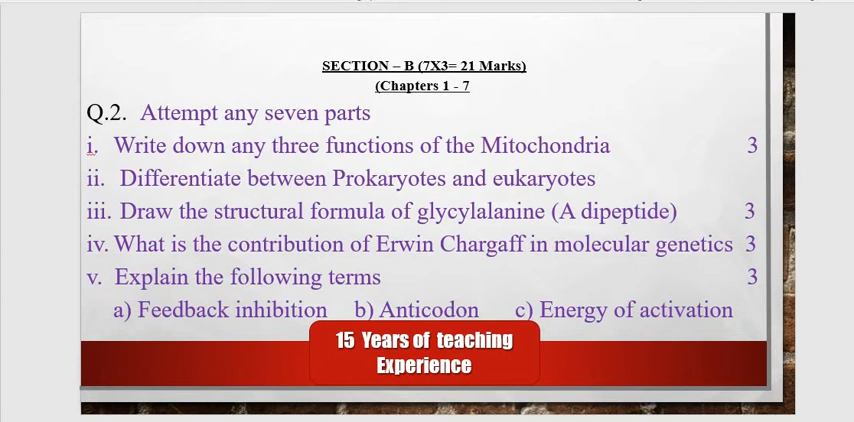 SECTION – B (7X3= 21 Marks)
(Chapters 1 - 7
Q.2. Attempt any seven parts
i. Write down any three functions of the Mitochondria 3
ii. Differentiate between Prokaryotes and eukaryotes
iii. Draw the structural formula of glycylalanine (A dipeptide) 3
iv. What is the contribution of Erwin Chargaff in molecular genetics 3
v. Explain the following terms 3
a) Feedback inhibition b) Anticodon c) Energy of activation
15 Years of teaching
Experience